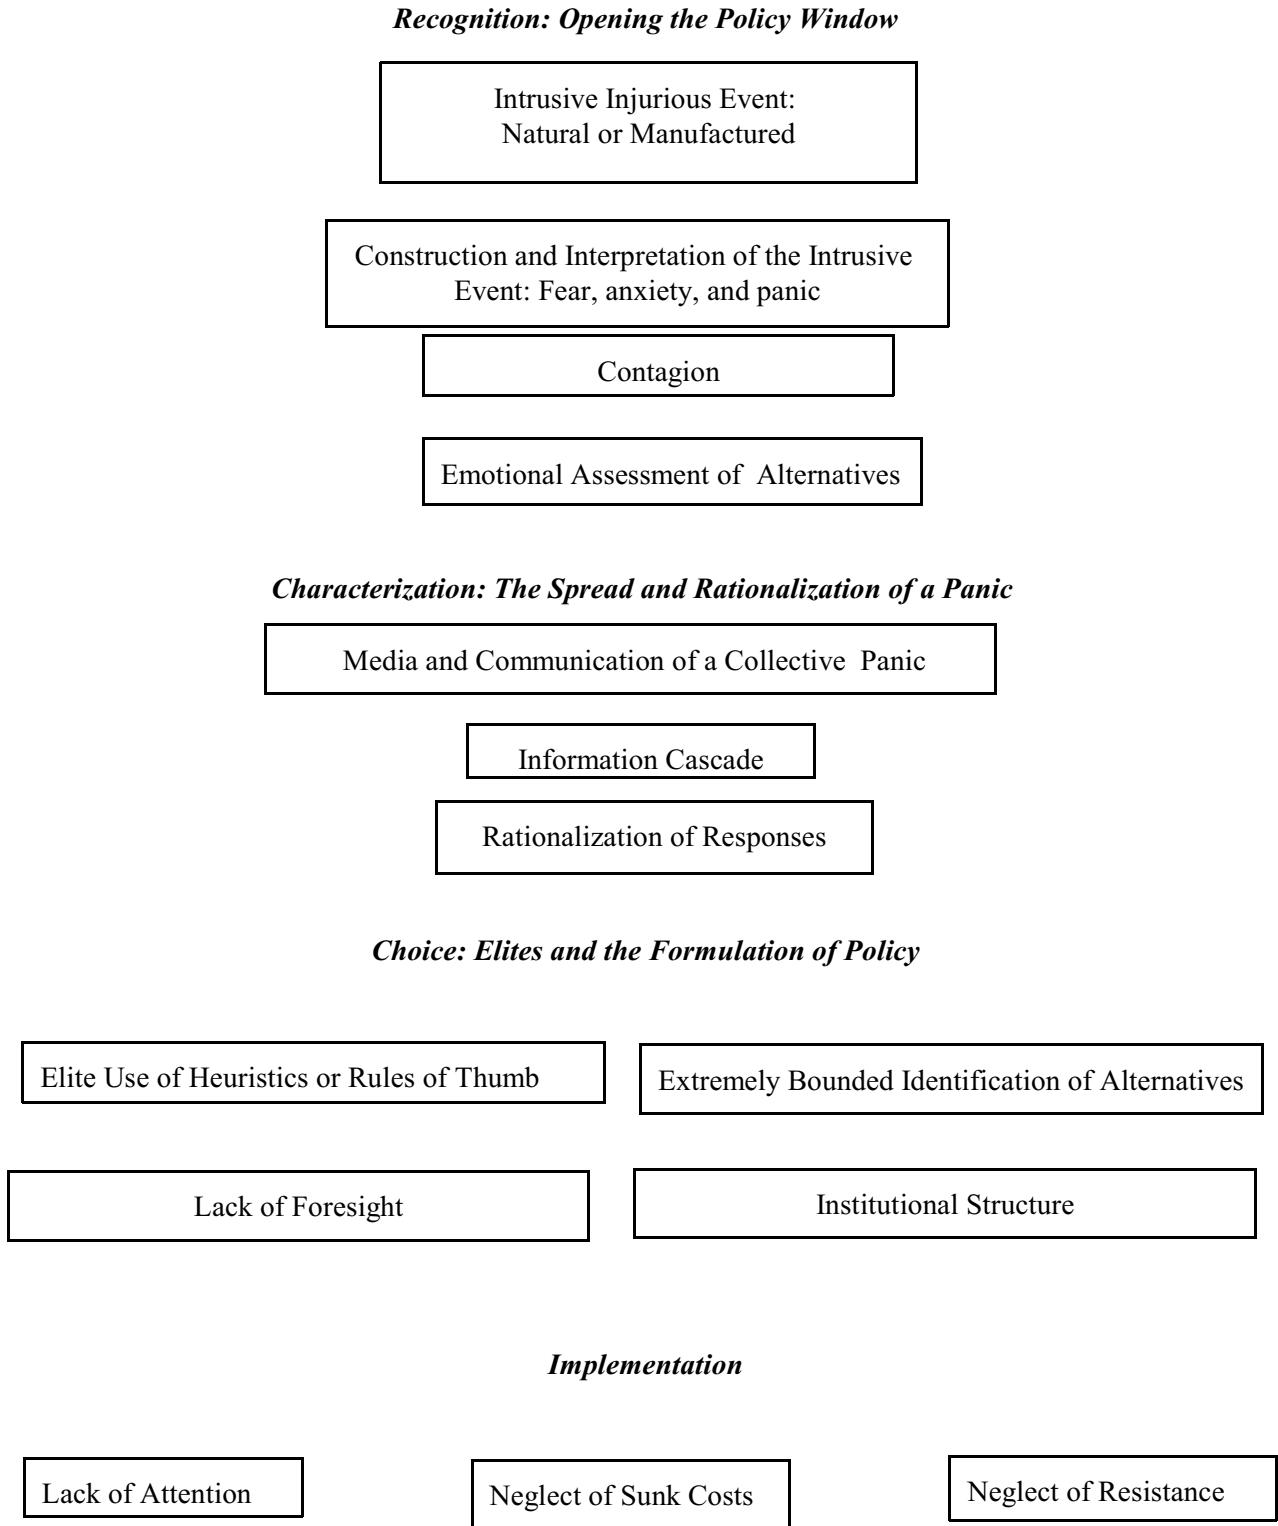 Recognition: Opening the Policy Window
Intrusive Injurious Event:
Natural or Manufactured
Construction and Interpretation of the Intrusive
Event: Fear, anxiety, and panic
Contagion
Emotional Assessment of  Alternatives
Characterization: The Spread and Rationalization of a Panic
Media and Communication of a Collective  Panic
Information Cascade
Rationalization of Responses
Choice: Elites and the Formulation of Policy
Elite Use of Heuristics or Rules of Thumb
Extremely Bounded Identification of Alternatives
Lack of Foresight
Institutional Structure
Implementation
Lack of Attention
Neglect of Sunk Costs
Neglect of Resistance